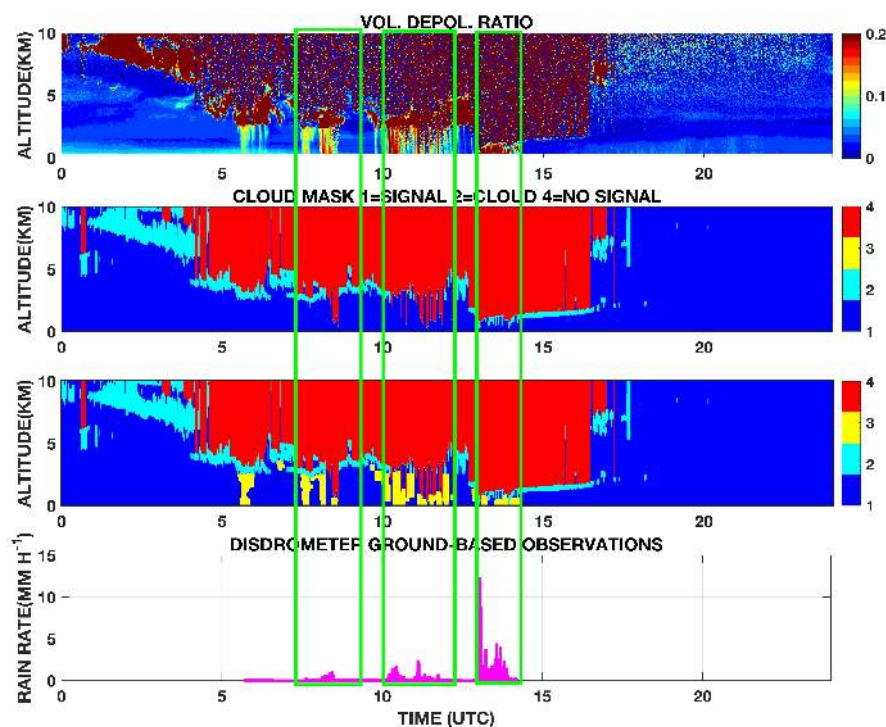 VOL. DEPOL. RATIO
ALTITUDE(KM)
10
5
0
0 5 10 15 20
0.2
0.1
0
CLOUD MASK 1=SIGNAL 2=CLOUD 4=NO SIGNAL
ALTITUDE(KM)
10
5
0
0 5 10 15 20
4
3
2
1
ALTITUDE(KM)
10
5
0
0 5 10 15 20
4
3
2
1
DISDROMETER GROUND-BASED OBSERVATIONS
RAIN RATE(MM H-1)
15
10
5
0
0 5 10 15 20
TIME (UTC)